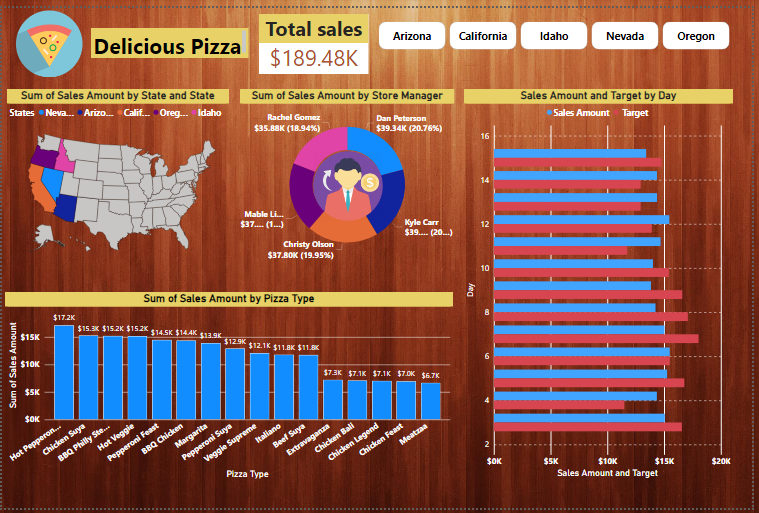 Delicious Pizza
Total sales
$189.48K
Arizona
California
Idaho
Nevada
Oregon
Sum of Sales Amount by State and State
States Neva... Arizo... Calif... Oreg... Idaho
Sum of Sales Amount by Store Manager
Rachel Gomez
$35.88K (18.94%)
Dan Peterson
$39.34K (20.76%)
Mable Li...
$37.... (1...)
Kyle Carr
$39.... (20...)
Christy Olson
$37.80K (19.95%)
Sales Amount and Target by Day
Sales Amount Target
16
14
12
10
8
6
4
2
Day
$0K $5K $10K $15K $20K
Sales Amount and Target
Sum of Sales Amount by Pizza Type
Sum of Sales Amount
$15K
$10K
$5K
$0K
$17.2K $15.3K $15.2K $15.2K $14.5K $14.4K $13.9K $12.9K $12.1K $11.8K $11.8K $7.3K $7.1K $7.1K $7.0K $6.7K
Hot Pepperon...
Chicken Suya
BBQ Philly Ste...
Hot Veggie
Pepperoni Feast
BBQ Chicken
Margerita
Pepperoni Suya
Veggie Supreme
Italiano
Beef Suya
Extravaganza
Chicken Bali
Chicken Legend
Chicken Feast
Meatzaa
Pizza Type